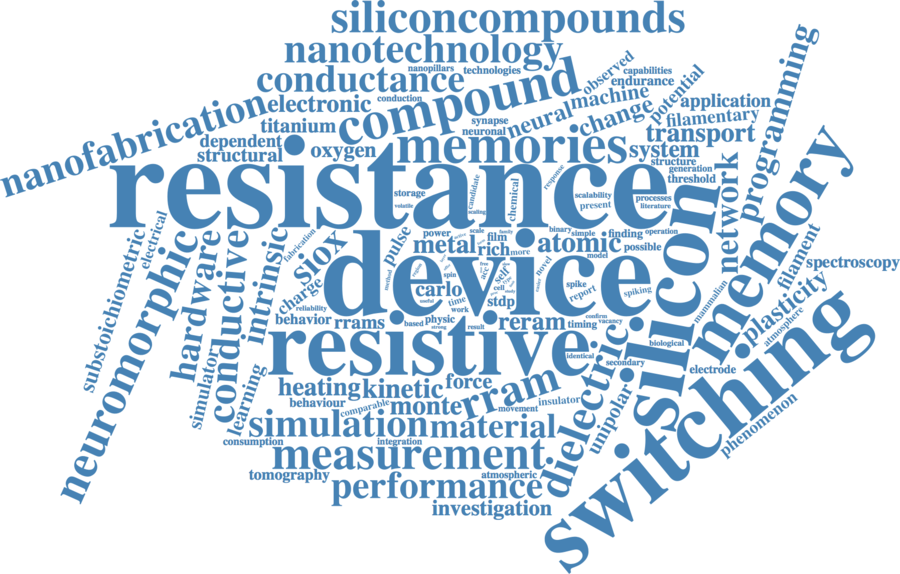 siliconcompounds
nanotechnology
nanopillars
technologies
capabilities
observed
endurance
potential
programming
conductance
compound
conduction
electronic
nanofabrication
titanium
synapse
neuronal
neural
machine
change
application
filamentary
transport
dependent
structural
oxygen
memories
system
structure
generation
threshold
resistance
storage
volatile
candidate
scaling
chemical
response
scalability
present
processes
literature
network
silicon
memory
electrical
substoichiometric
neuromorphic
hardware
conductive
intrinsic
fabrication
siox
pulse
power
scale
family
metal
rich
film
more
binary
simple
finding
operation
atomic
possible
model
device
method
spin
self
free
novel
carlo
cell
useful
time
work
stdp
spike
report
spiking
charge
reliability
behavior
rrams
based
physic
strong
result
reram
timing
confirm
vacancy
mammalian
plasticity
filament
spectroscopy
atmosphere
biological
resistive
identical
secondary
electrode
switching
phenomenon
simulator
learning
heating
kinetic
force
rram
dielectric
unipolar
behaviour
comparable
monte
movement
insulator
simulation
material
consumption
integration
measurement
tomography
atmospheric
performance
investigation